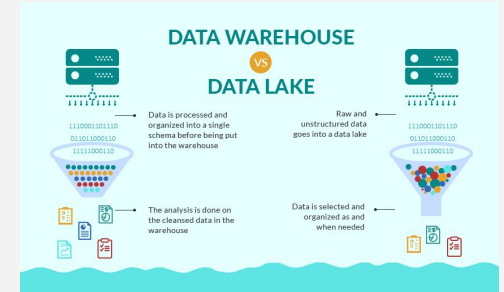 DATA WAREHOUSE
VS
DATA LAKE
1110001101110
011011000110
11111000110
Data is processed and
organized into a single
schema before being put
into the warehouse
The analysis is done on
the cleansed data in the
warehouse
Raw and
unstructured data
goes into a data lake
1110001101110
011011000110
11111000110
Data is selected and
organized as and
when needed